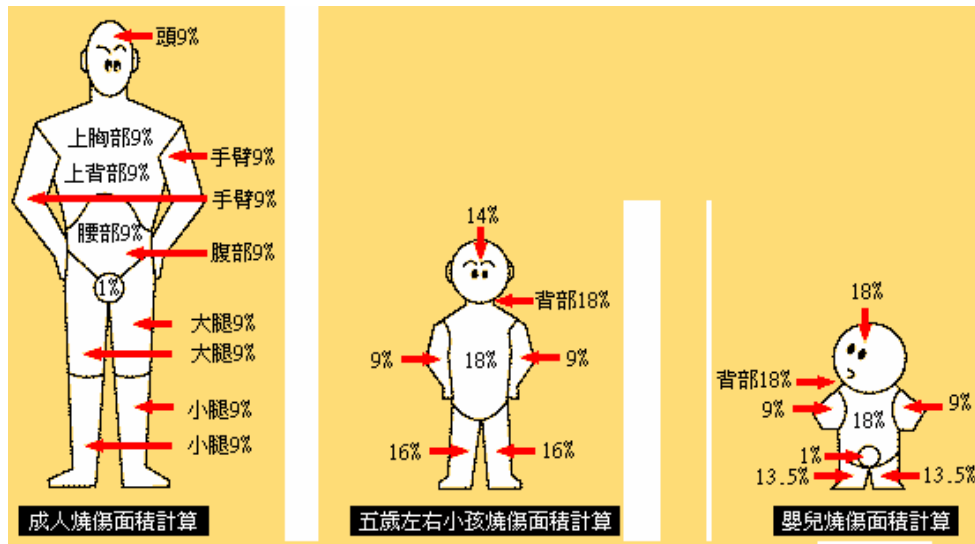 頭9%
上胸部9%
手臂9%
上背部9%
手臂9%
腰部9%
腹部9%
1%
大腿9%
大腿9%
小腿9%
小腿9%
成人燒傷面積計算
14%
背部18%
9%
18%
9%
16%
16%
五歲左右小孩燒傷面積計算
18%
背部18%
9%
18%
9%
1%
13.5%
13.5%
嬰兒燒傷面積計算